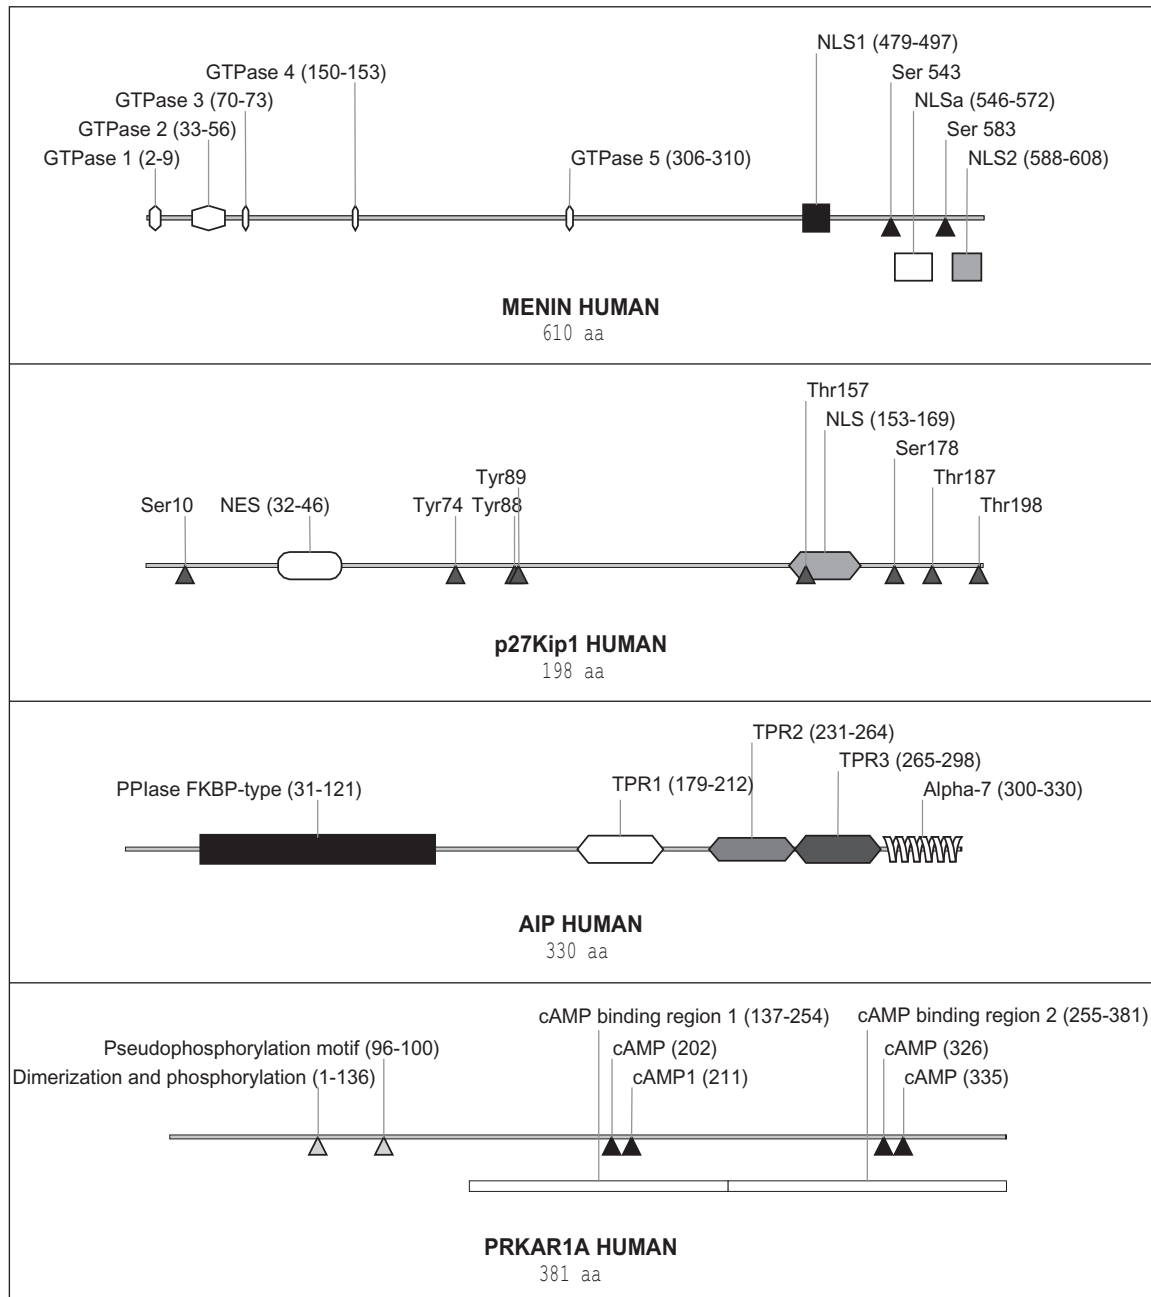 NLS1 (479-497)
GTPase 4 (150-153)
Ser 543
GTPase 3 (70-73)
NLSa (546-572)
GTPase 2 (33-56)
Ser 583
GTPase 1 (2-9)
GTPase 5 (306-310)
NLS2 (588-608)
MENIN HUMAN
610 aa
Thr157
NLS (153-169)
Ser178
Tyr89
Thr187
Ser10
NES (32-46)
Tyr74
Tyr88
Thr198
p27Kip1 HUMAN
198 aa
TPR2 (231-264)
TPR3 (265-298)
PPIase FKBP-type (31-121)
TPR1 (179-212)
Alpha-7 (300-330)
AIP HUMAN
330 aa
cAMP binding region 1 (137-254)
cAMP binding region 2 (255-381)
Pseudophosphorylation motif (96-100)
cAMP (202)
cAMP (326)
Dimerization and phosphorylation (1-136)
cAMP1 (211)
cAMP (335)
PRKAR1A HUMAN
381 aa